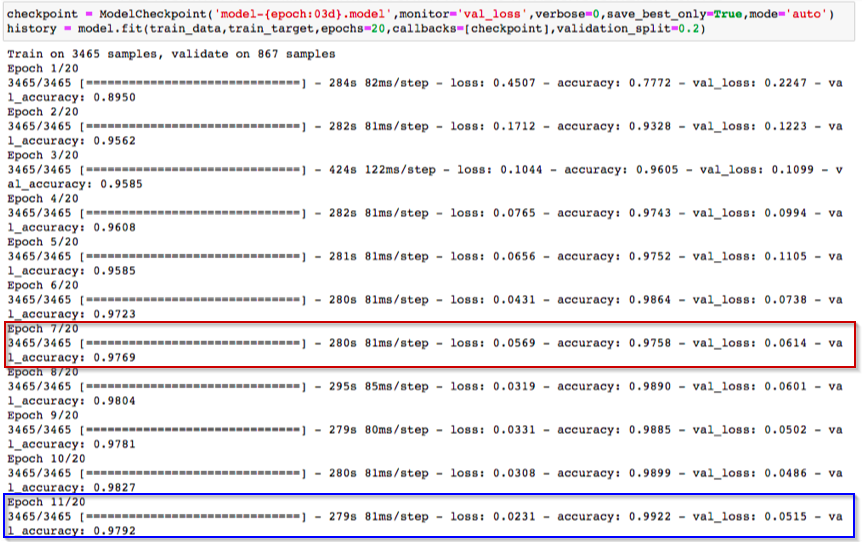 checkpoint = ModelCheckpoint('model-{epoch:03d}.model',monitor='val_loss',verbose=0,save_best_only=True,mode='auto')
history = model.fit(train_data,train_target,epochs=20,callbacks=[checkpoint],validation_split=0.2)
Train on 3465 samples, validate on 867 samples
Epoch 1/20
3465/3465 [==============================] - 284s 82ms/step - loss: 0.4507 - accuracy: 0.7772 - val_loss: 0.2247 - va
l_accuracy: 0.8950
Epoch 2/20
3465/3465 [==============================] - 282s 81ms/step - loss: 0.1712 - accuracy: 0.9328 - val_loss: 0.1223 - va
l_accuracy: 0.9562
Epoch 3/20
3465/3465 [==============================] - 424s 122ms/step - loss: 0.1044 - accuracy: 0.9605 - val_loss: 0.1099 - v
al_accuracy: 0.9585
Epoch 4/20
3465/3465 [==============================] - 282s 81ms/step - loss: 0.0765 - accuracy: 0.9743 - val_loss: 0.0994 - va
l_accuracy: 0.9608
Epoch 5/20
3465/3465 [==============================] - 281s 81ms/step - loss: 0.0656 - accuracy: 0.9752 - val_loss: 0.1105 - va
l_accuracy: 0.9585
Epoch 6/20
3465/3465 [==============================] - 280s 81ms/step - loss: 0.0431 - accuracy: 0.9864 - val_loss: 0.0738 - va
l_accuracy: 0.9723
Epoch 7/20
3465/3465 [==============================] - 280s 81ms/step - loss: 0.0569 - accuracy: 0.9758 - val_loss: 0.0614 - va
l_accuracy: 0.9769
Epoch 8/20
3465/3465 [==============================] - 295s 85ms/step - loss: 0.0319 - accuracy: 0.9890 - val_loss: 0.0601 - va
l_accuracy: 0.9804
Epoch 9/20
3465/3465 [==============================] - 279s 80ms/step - loss: 0.0331 - accuracy: 0.9885 - val_loss: 0.0502 - va
l_accuracy: 0.9781
Epoch 10/20
3465/3465 [==============================] - 280s 81ms/step - loss: 0.0308 - accuracy: 0.9899 - val_loss: 0.0486 - va
l_accuracy: 0.9827
Epoch 11/20
3465/3465 [==============================] - 279s 81ms/step - loss: 0.0231 - accuracy: 0.9922 - val_loss: 0.0515 - va
l_accuracy: 0.9792